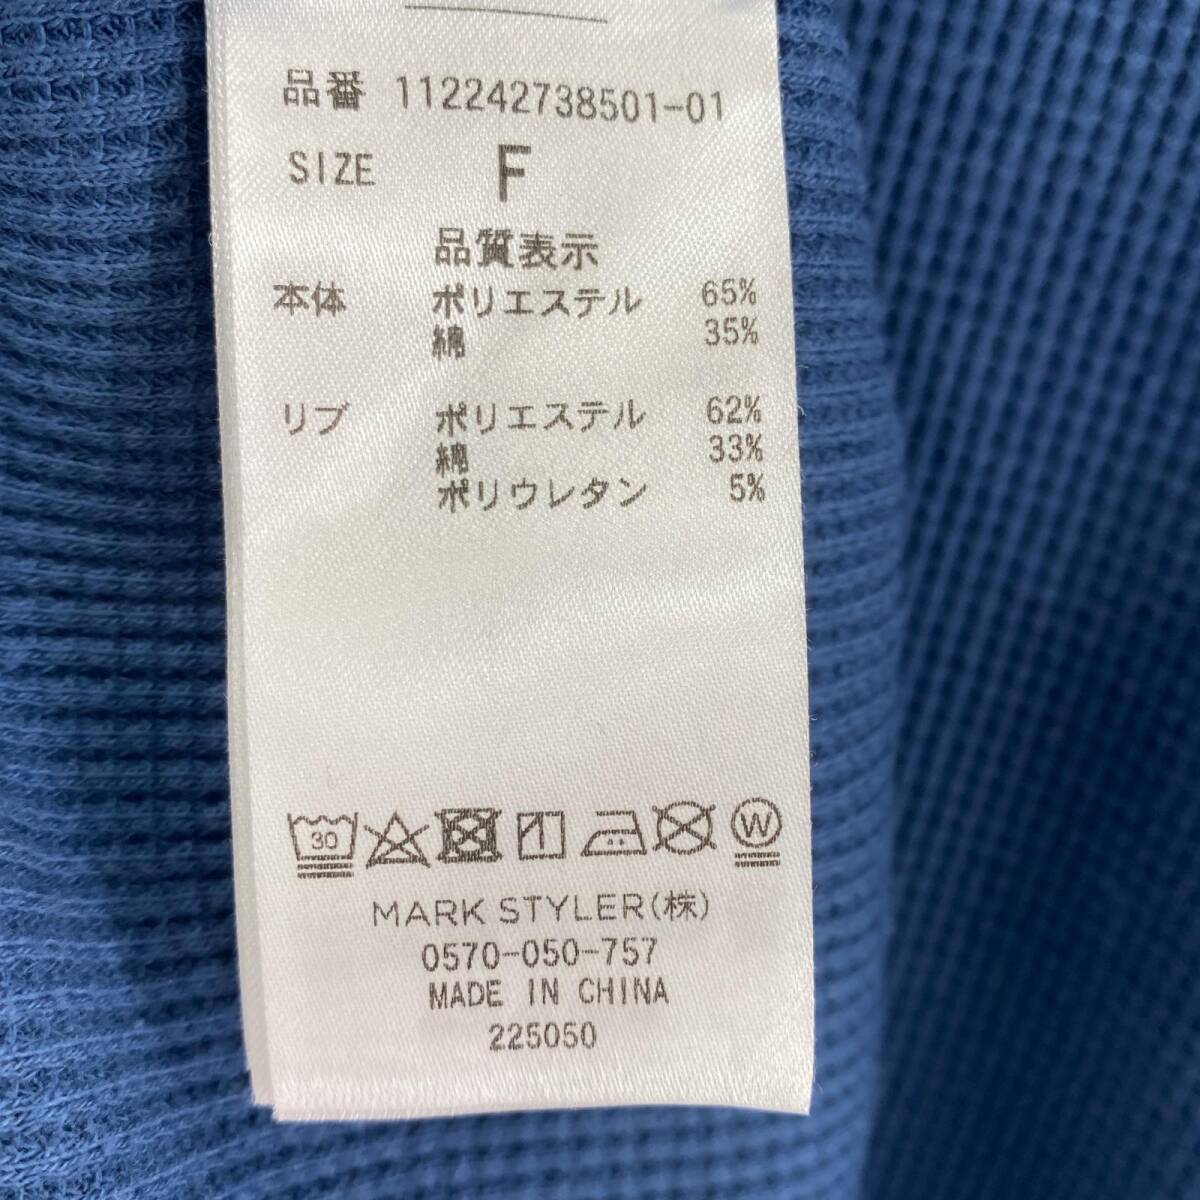 品番 112242738501-01
SIZE F
品質表示
本体 ポリエステル 65%
綿 35%
リブ ポリエステル 62%
綿 33%
ポリウレタン 5%
30 W
MARK STYLER(株)
0570-050-757
MADE IN CHINA
225050